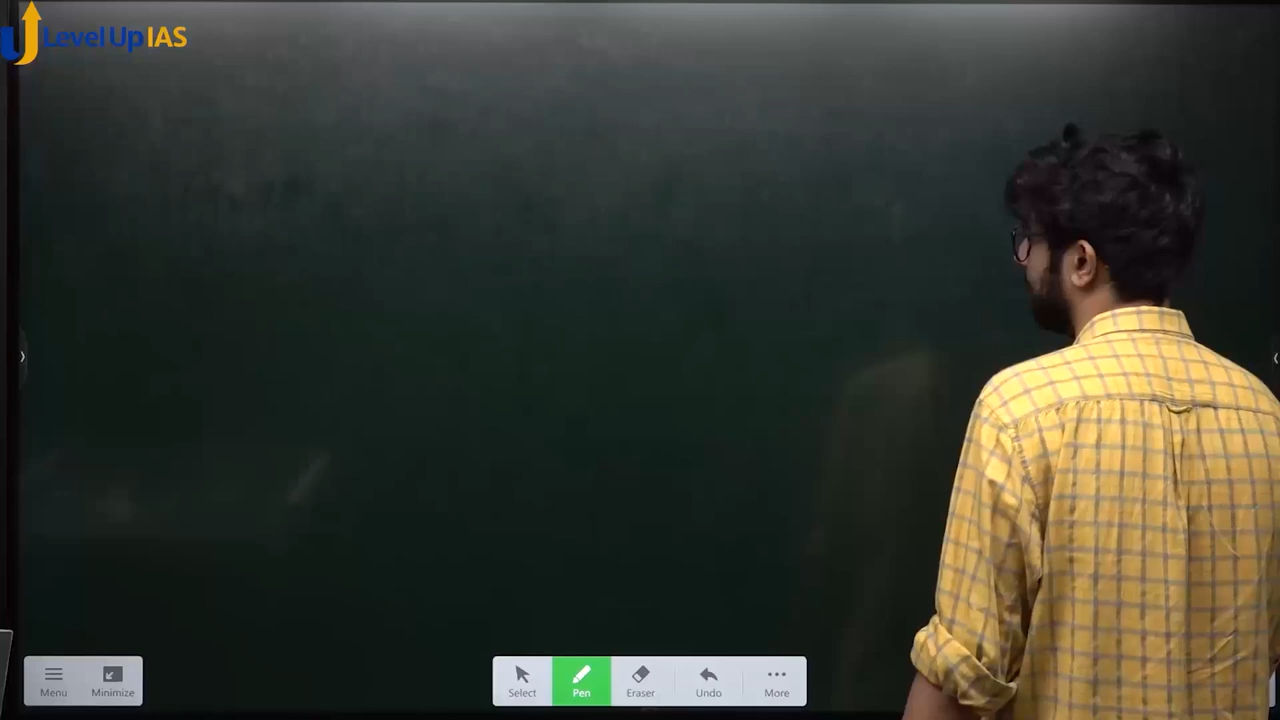 Level Up IAS
Menu
Minimize
Select
Pen
Eraser
Undo
More